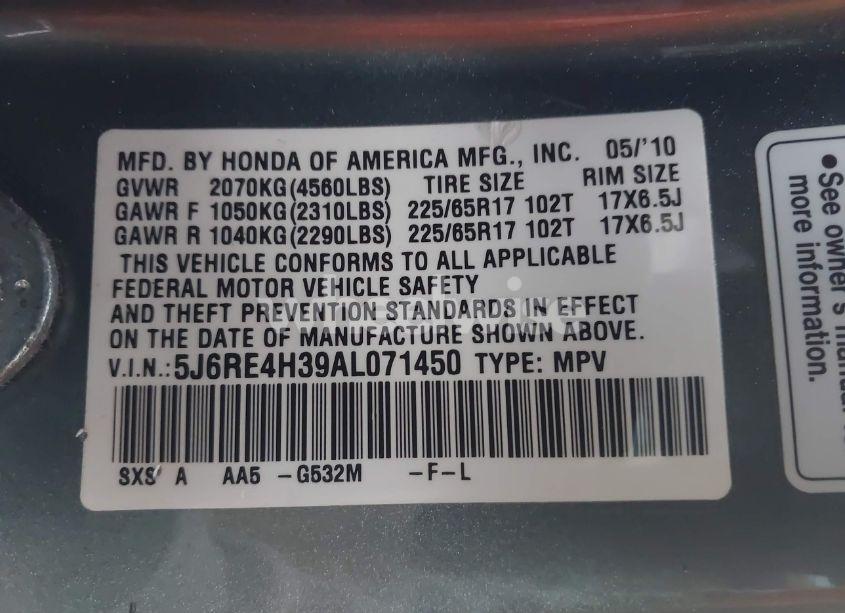 MFD. BY HONDA OF AMERICA MFG., INC. 05/'10
GVWR 2070KG(4560LBS) TIRE SIZE RIM SIZE
GAWR F 1050KG(2310LBS) 225/65R17 102T 17X6.5J
GAWR R 1040KG(2290LBS) 225/65R17 102T 17X6.5J
THIS VEHICLE CONFORMS TO ALL APPLICABLE
FEDERAL MOTOR VEHICLE SAFETY
AND THEFT PREVENTION STANDARDS IN EFFECT
ON THE DATE OF MANUFACTURE SHOWN ABOVE.
V.I.N.:5J6RE4H39AL071450 TYPE: MPV
SXS A AA5 -G532M -F-L
•See owner's manual
more information.